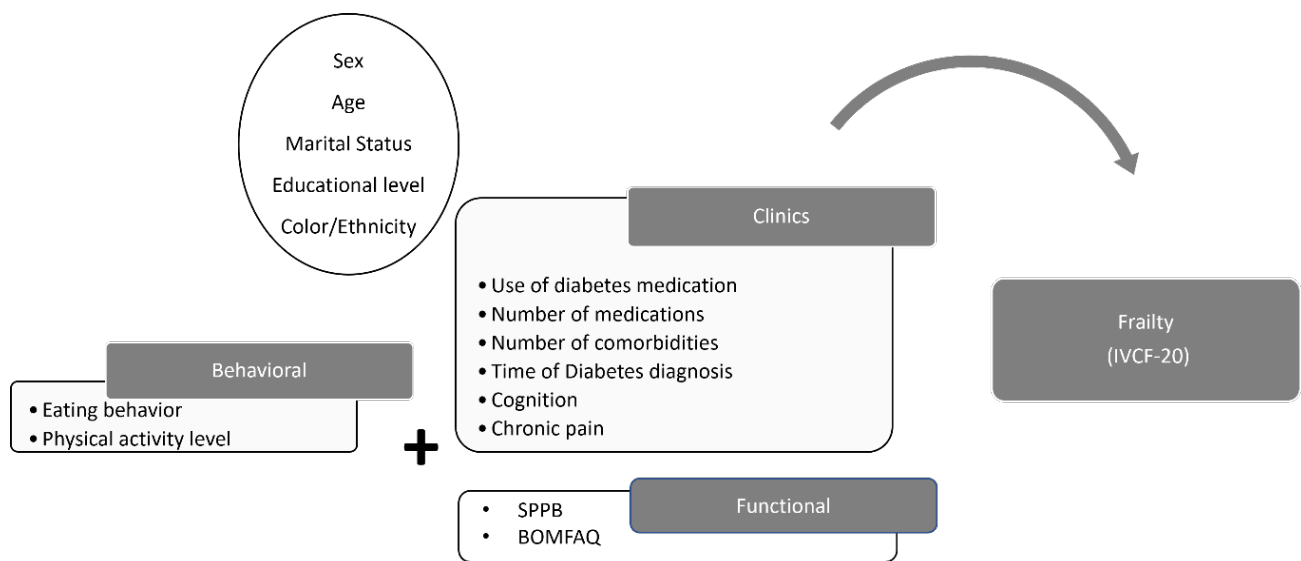 Sex
Age
Marital Status
Educational level
Color/Ethnicity
Behavioral
• Eating behavior
• Physical activity level
+
Clinics
• Use of diabetes medication
• Number of medications
• Number of comorbidities
• Time of Diabetes diagnosis
• Cognition
• Chronic pain
Functional
• SPPB
• BOMFAQ
Frailty
(IVCF-20)